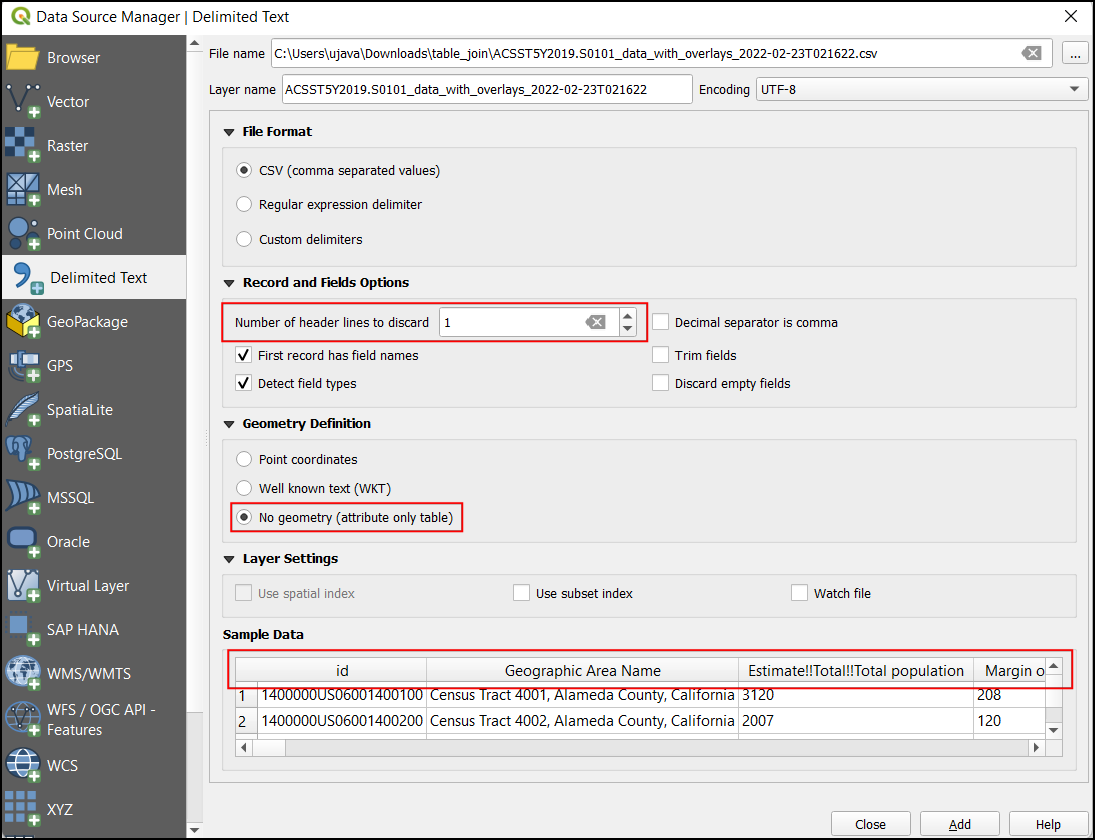 Data Source Manager | Delimited Text
Browser
Vector
Raster
Mesh
Point Cloud
Delimited Text
GeoPackage
GPS
SpatiaLite
PostgreSQL
MSSQL
Oracle
Virtual Layer
SAP HANA
WMS/WMTS
WFS / OGC API -
Features
WCS
XYZ
File name C:\Users\ujava\Downloads\table_join\ACSST5Y2019.S0101_data_with_overlays_2022-02-23T021622.csv ...
Layer name ACSST5Y2019.S0101_data_with_overlays_2022-02-23T021622 Encoding UTF-8
File Format
CSV (comma separated values)
Regular expression delimiter
Custom delimiters
Record and Fields Options
Number of header lines to discard 1 Decimal separator is comma
First record has field names Trim fields
Detect field types Discard empty fields
Geometry Definition
Point coordinates
Well known text (WKT)
No geometry (attribute only table)
Layer Settings
Use spatial index Use subset index Watch file
Sample Data
id Geographic Area Name Estimate!!Total!!Total population Margin o
1 1400000US06001400100 Census Tract 4001, Alameda County, California 3120 208
2 1400000US06001400200 Census Tract 4002, Alameda County, California 2007 120
Close Add Help